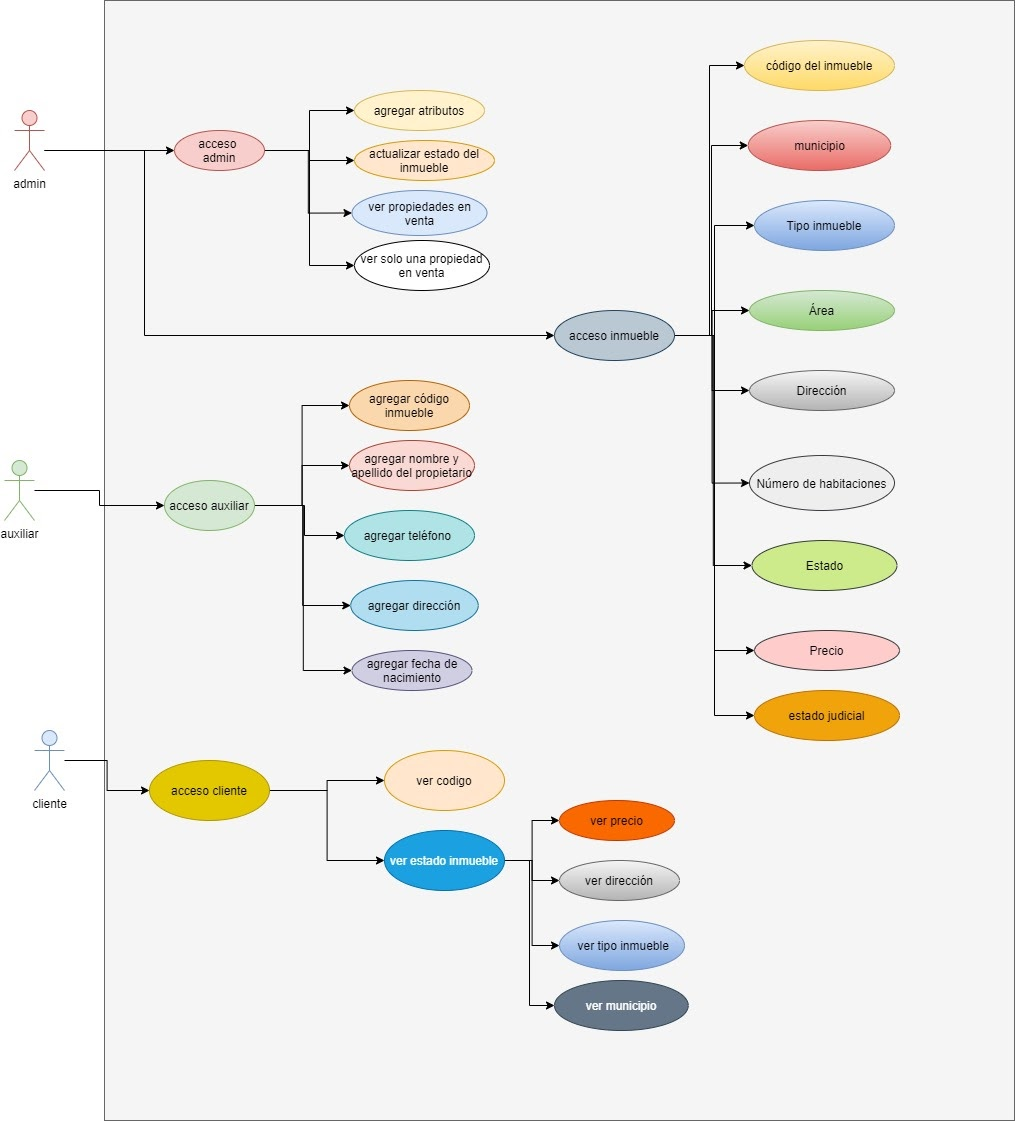 admin
acceso
admin
agregar atributos
actualizar estado del
inmueble
ver propiedades en
venta
ver solo una propiedad
en venta
acceso inmueble
código del inmueble
municipio
Tipo inmueble
Área
Dirección
Número de habitaciones
Estado
Precio
estado judicial
auxiliar
acceso auxiliar
agregar código
inmueble
agregar nombre y
apellido del propietario
agregar teléfono
agregar dirección
agregar fecha de
nacimiento
cliente
acceso cliente
ver codigo
ver estado inmueble
ver precio
ver dirección
ver tipo inmueble
ver municipio